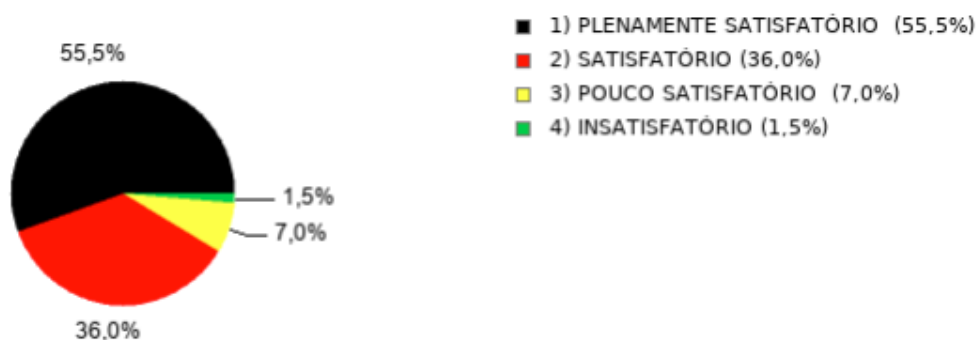 55,5%
1,5%
7,0%
36,0%
1) PLENAMENTE SATISFATÓRIO (55,5%)
2) SATISFATÓRIO (36,0%)
3) POUCO SATISFATÓRIO (7,0%)
4) INSATISFATÓRIO (1,5%)